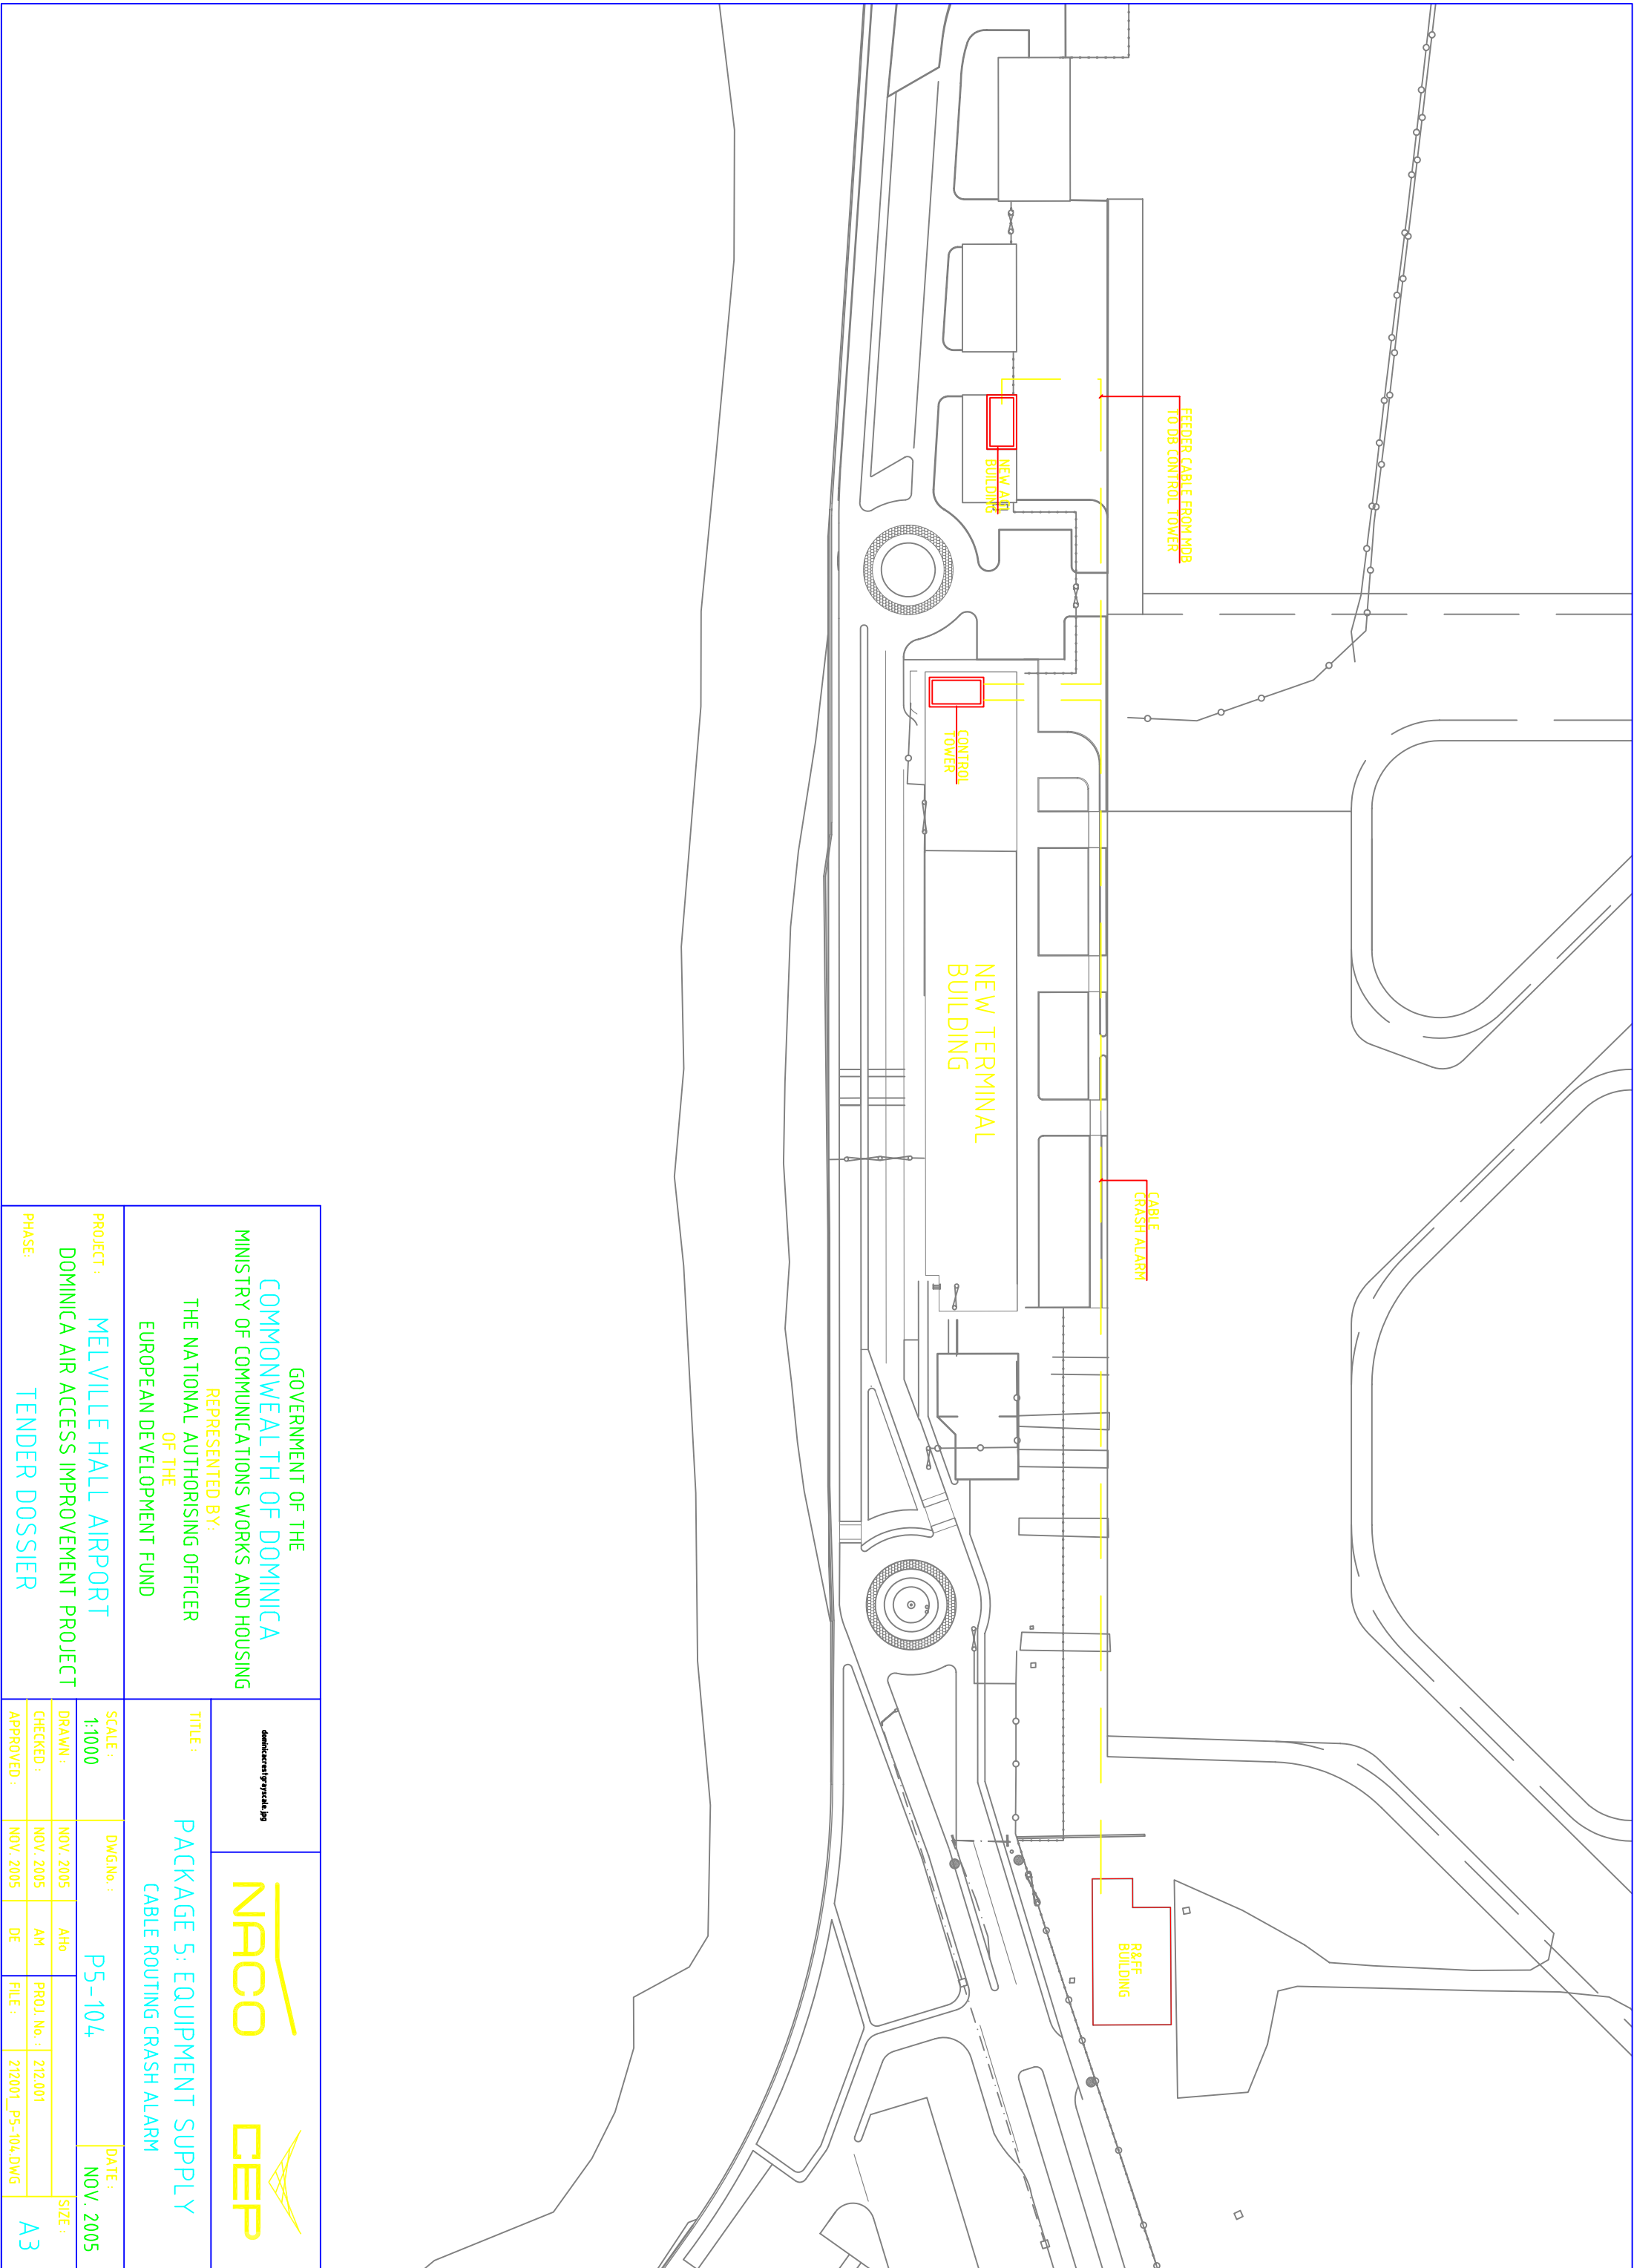 FEEDER CABLE FROM MDB
TO DB CONTROL TOWER
NEW AEI
BUILDING
CONTROL
TOWER
NEW TERMINAL
BUILDING
CABLE
CRASH ALARM
R&FF
BUILDING
GOVERNMENT OF THE
COMMONWEALTH OF DOMINICA
MINISTRY OF COMMUNICATIONS WORKS AND HOUSING
REPRESENTED BY:
THE NATIONAL AUTHORISING OFFICER
OF THE
EUROPEAN DEVELOPMENT FUND
PROJECT : MELVILLE HALL AIRPORT
DOMINICA AIR ACCESS IMPROVEMENT PROJECT
PHASE: TENDER DOSSIER
dominicacrestgrayscale.jpg
NACO
CEP
TITLE : PACKAGE 5: EQUIPMENT SUPPLY
CABLE ROUTING CRASH ALARM
SCALE : 1:1000
DWG.No.: P5-104
DATE : NOV. 2005
DRAWN : NOV. 2005 AHo
CHECKED : NOV. 2005 AM PROJ. No. : 212.001
APPROVED : NOV. 2005 DE FILE : 212001_P5-104.DWG
SIZE : A3